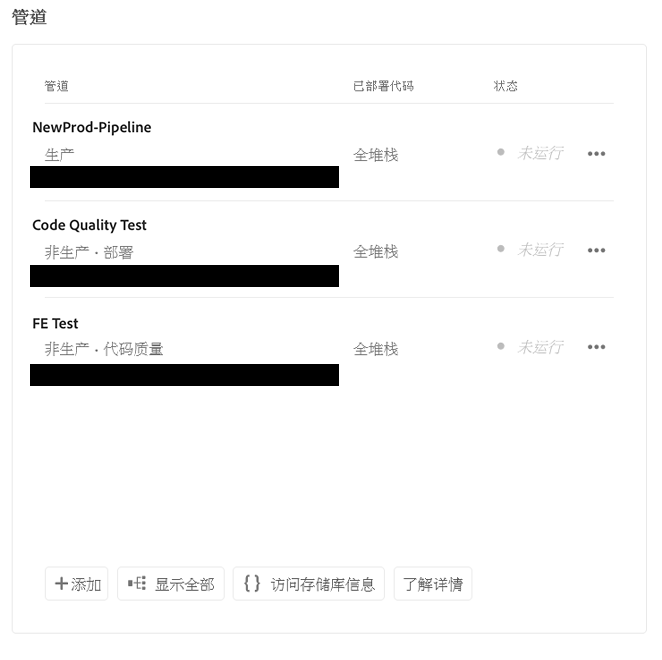 管道
管道 已部署代码 状态
NewProd-Pipeline
生产 全堆栈 未运行
Code Quality Test
非生产 · 部署 全堆栈 未运行
FE Test
非生产 · 代码质量 全堆栈 未运行
添加 显示全部 访问存储库信息 了解详情